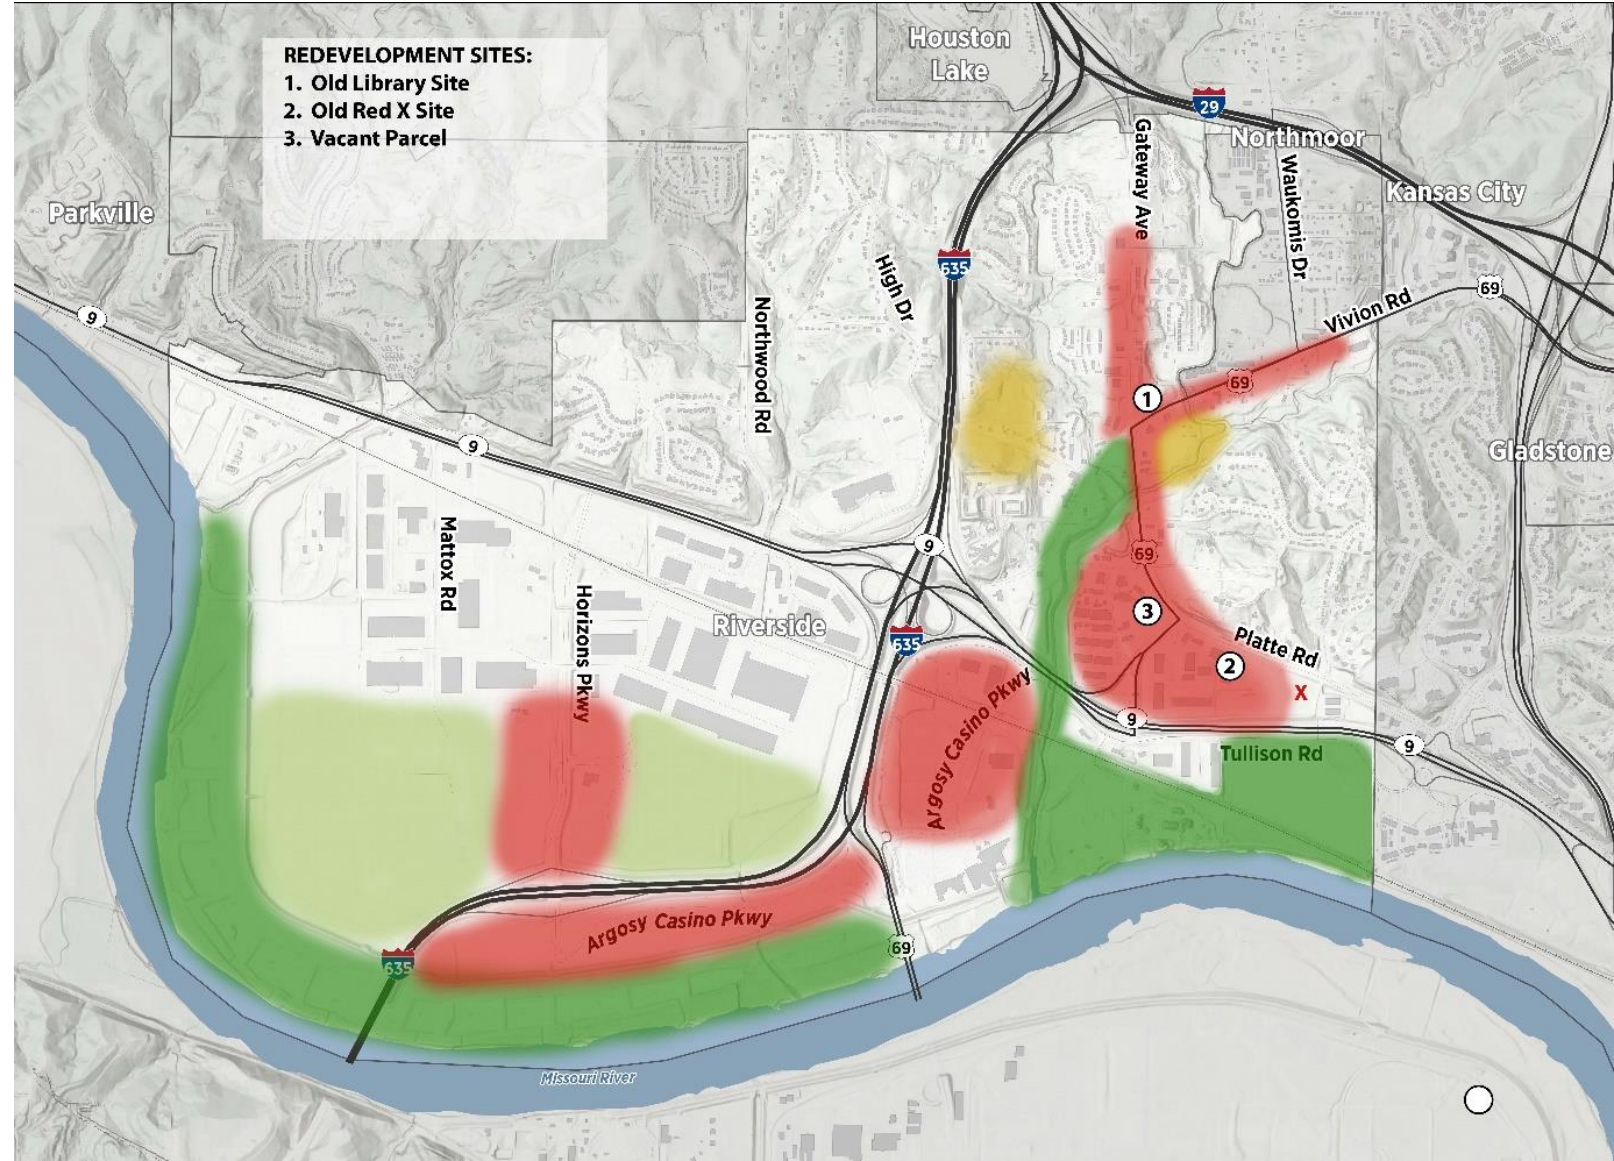 REDEVELOPMENT SITES:
1. Old Library Site
2. Old Red X Site
3. Vacant Parcel
Houston
Lake
29
Northmoor
Gateway Ave
Waukomis Dr
Kansas City
Parkville
635
High Dr
69
Vivion Rd
9
Northwood Rd
69
1
9
Gladstone
Mattox Rd
9
69
Horizons Pkwy
Riverside
3
635
Platte Rd
2
X
Argosy Casino Pkwy
9
9
Tullison Rd
Argosy Casino Pkwy
69
635
Missouri River